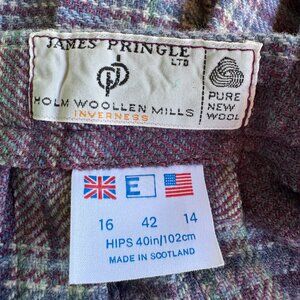 JAMES PRINGLE
LTD
HOLM WOOLLEN MILLS
INVERNESS
PURE
NEW
WOOL
E
16 42 14
HIPS 40in/102cm
MADE IN SCOTLAND